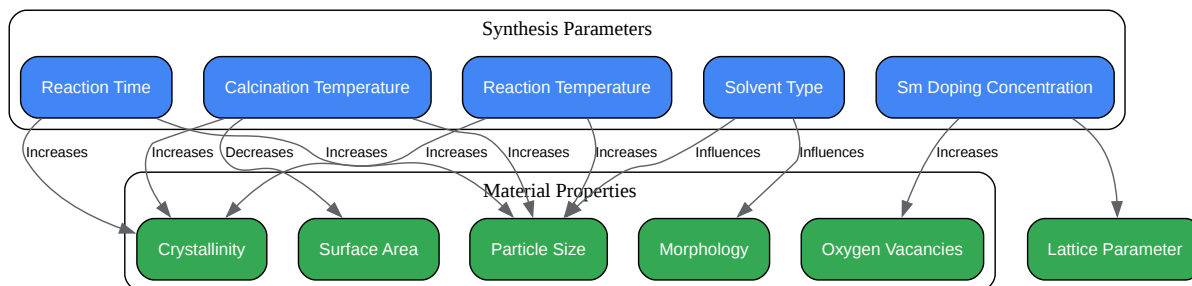 Synthesis Parameters
Reaction Time
Calcination Temperature
Reaction Temperature
Solvent Type
Sm Doping Concentration
Increases
Increases
Decreases
Increases
Increases
Increases
Increases
Influences
Influences
Increases
Material Properties
Crystallinity
Surface Area
Particle Size
Morphology
Oxygen Vacancies
Lattice Parameter